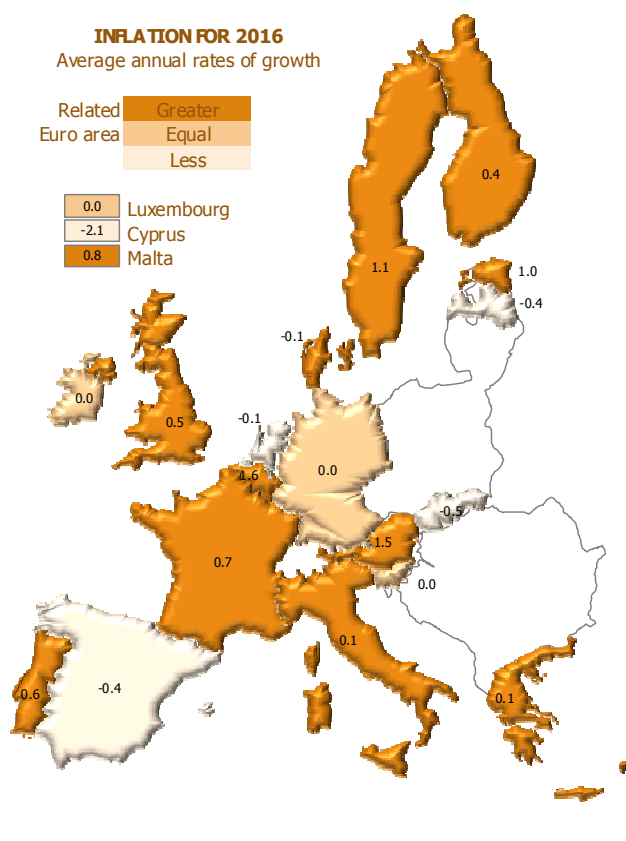 INFLATION FOR 2016
Average annual rates of growth
Related Greater
Euro area Equal
Less
0.0 Luxembourg
-2.1 Cyprus
0.8 Malta
0.4
1.1
1.0
-0.4
-0.1
0.0
0.5
-0.1
1.6
0.0
-0.5
1.5
0.7
0.0
0.1
-0.4
0.6
0.1